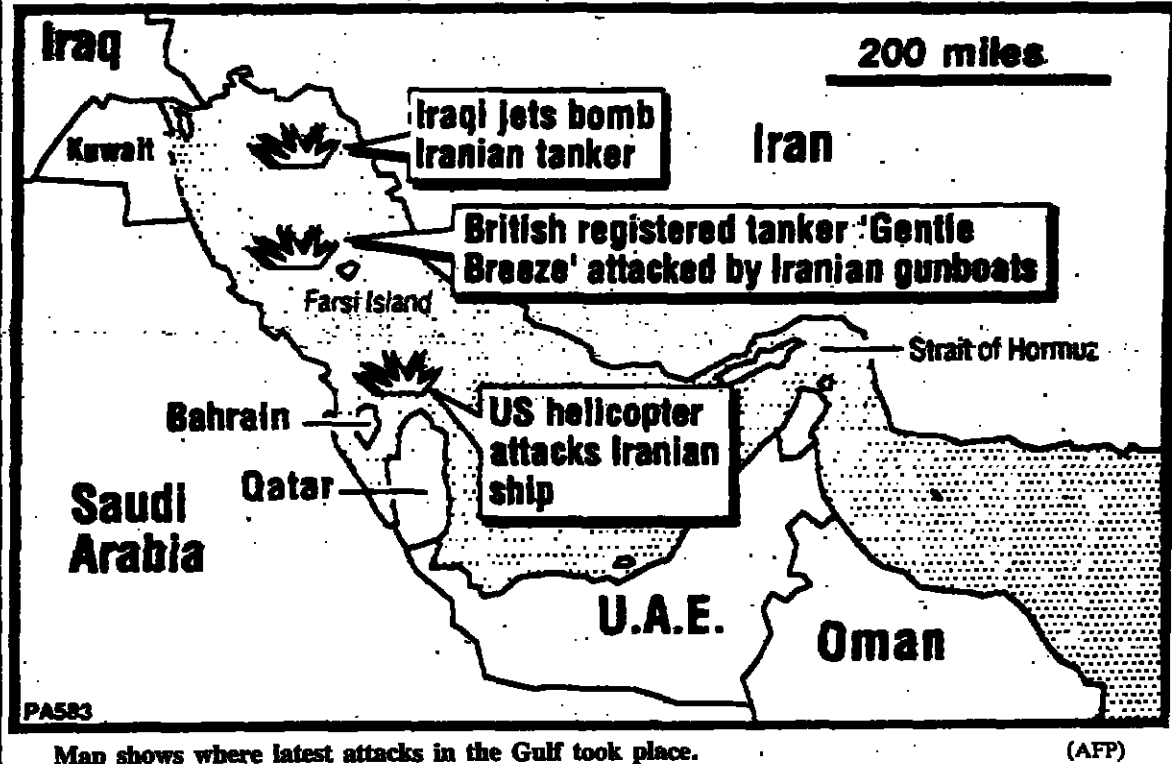 Iraq
200 miles
Kuwait
Iraqi jets bomb
Iranian tanker
Iran
British registered tanker 'Gentle
Breeze' attacked by Iranian gunboats
Farsi Island
Strait of Hormuz
Bahrain
US helicopter
attacks Iranian
ship
Qatar
Saudi
Arabia
U.A.E.
Oman
PA583
Map shows where latest attacks in the Gulf took place.
(AFP)